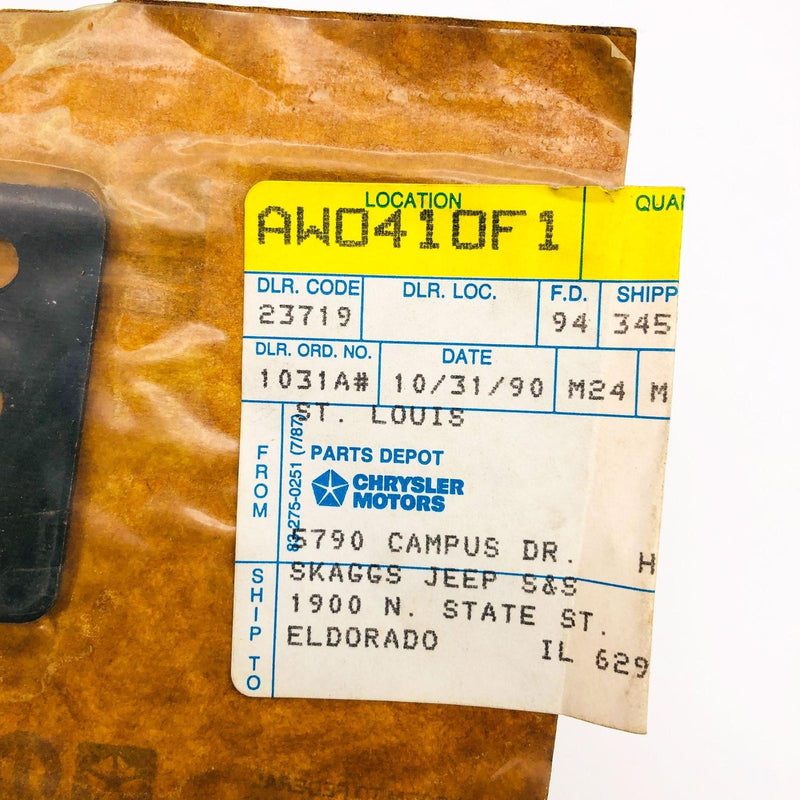 LOCATION QUA
AW0410F1
DLR. CODE DLR. LOC. F.D. SHIPP
23719 94 345
DLR. ORD. NO. DATE
1031A# 10/31/90 M24 M
ST. LOUIS
FROM
83-275-0251 (7/87)
PARTS DEPOT
CHRYSLER
MOTORS
5790 CAMPUS DR. H
SHIP TO
SKAGGS JEEP S&S
1900 N. STATE ST.
ELDORADO IL 629